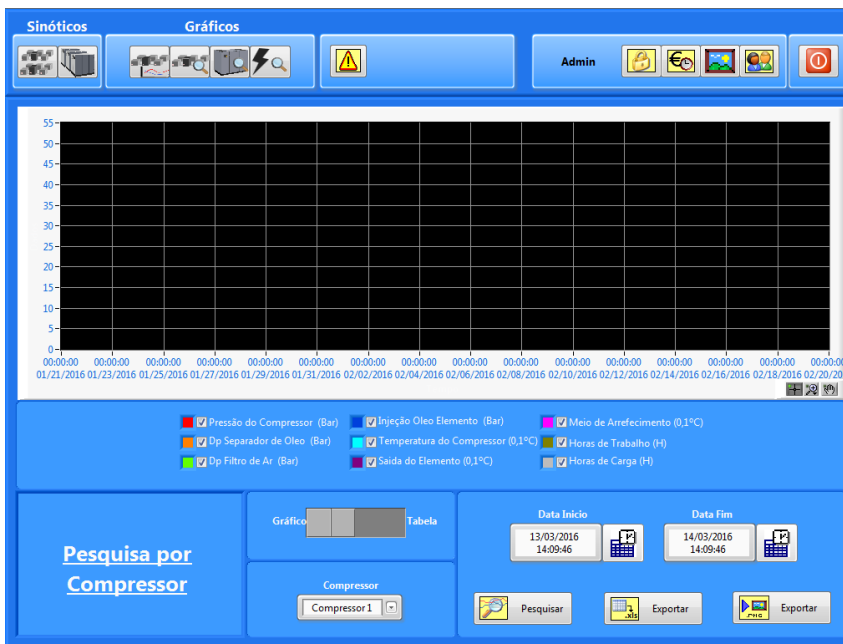 Sinóticos Gráficos
Admin
55
50
45
40
35
30
25
20
15
10
5
0
00:00:00 00:00:00 00:00:00 00:00:00 00:00:00 00:00:00 00:00:00 00:00:00 00:00:00 00:00:00 00:00:00 00:00:00 00:00:00 00:00:00 00:00:00 00:00:0
01/21/2016 01/23/2016 01/25/2016 01/27/2016 01/29/2016 01/31/2016 02/02/2016 02/04/2016 02/06/2016 02/08/2016 02/10/2016 02/12/2016 02/14/2016 02/16/2016 02/18/2016 02/20/20
Pressão do Compressor (Bar) Injeção Oleo Elemento (Bar) Meio de Arrefecimento (0,1ºC)
Dp Separador de Oleo (Bar) Temperatura do Compressor (0,1ºC) Horas de Trabalho (H)
Dp Filtro de Ar (Bar) Saida do Elemento (0,1ºC) Horas de Carga (H)
Pesquisa por
Compressor
Gráfico Tabela
Compressor
Compressor 1
Data Inicio Data Fim
13/03/2016 14/03/2016
14:09:46 14:09:46
Pesquisar .xls Exportar .PNG Exportar